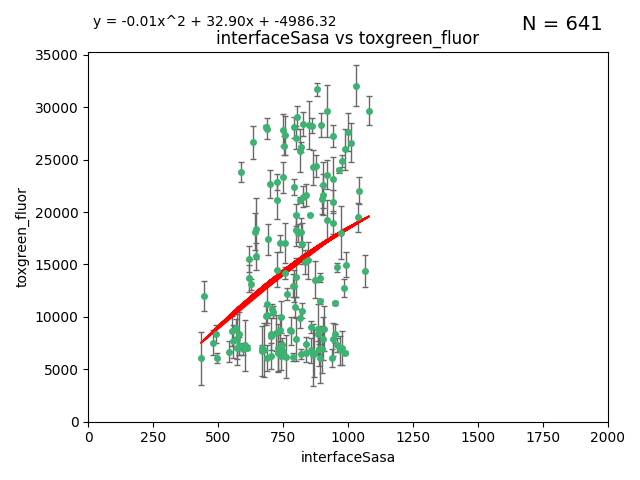 y = -0.01x^2 + 32.90x + -4986.32
N = 641
interfaceSasa vs toxgreen_fluor
35000
30000
25000
20000
15000
10000
5000
0
toxgreen_fluor
0 250 500 750 1000 1250 1500 1750 2000
interfaceSasa